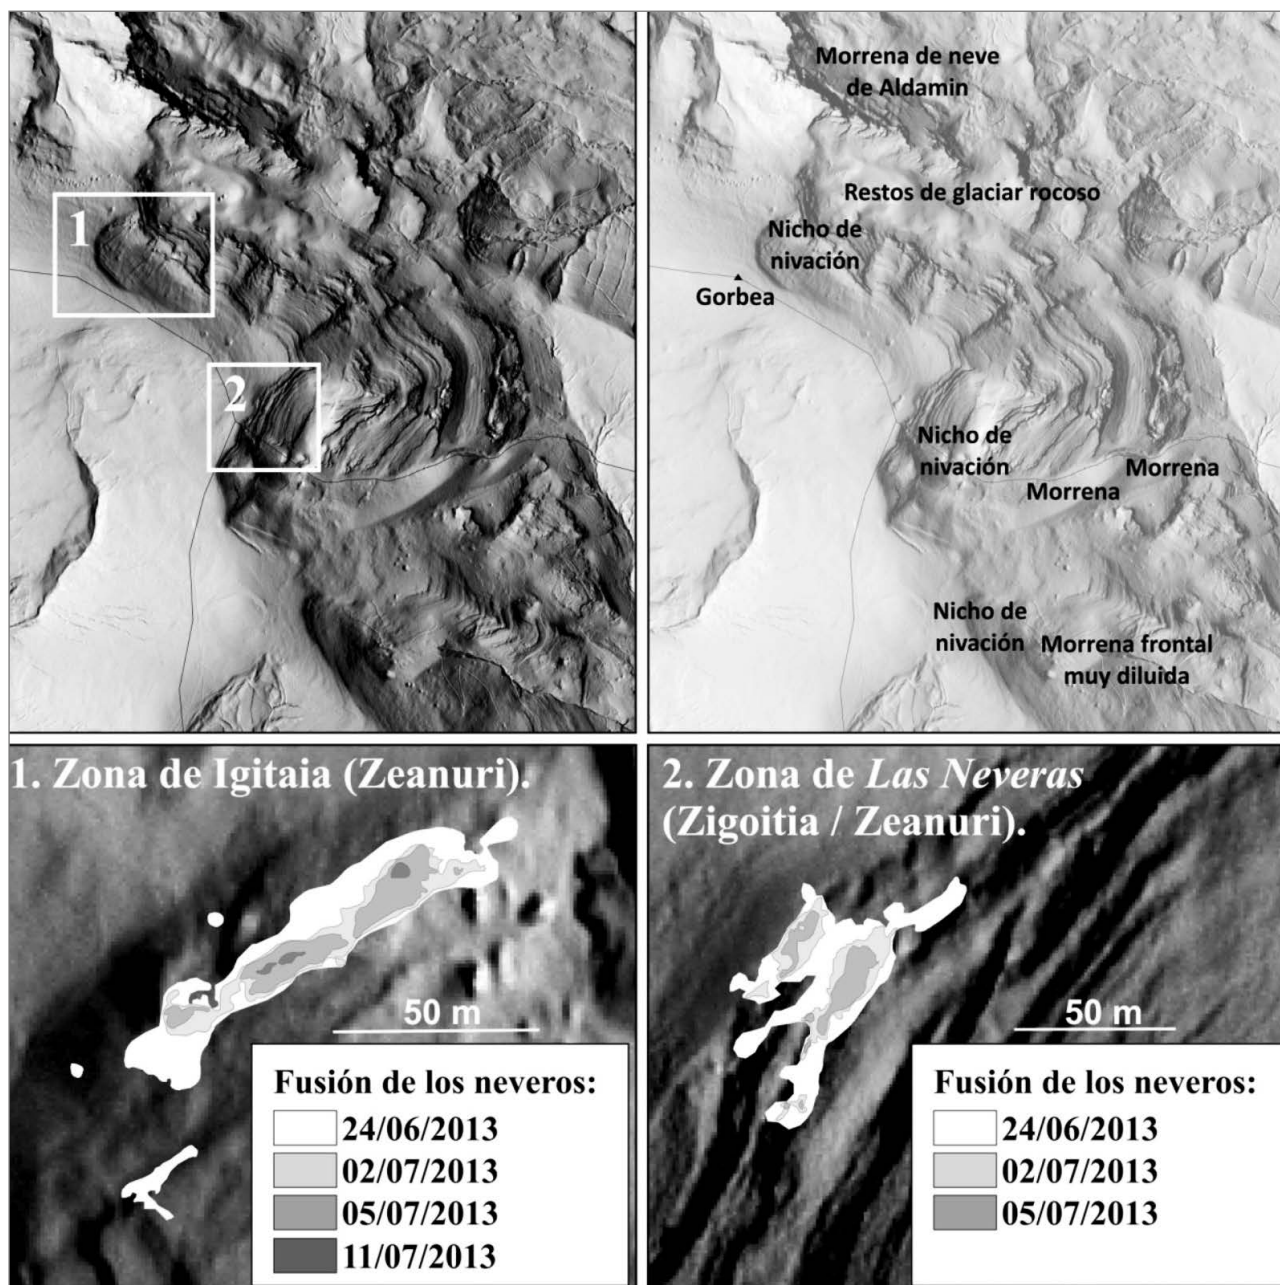 1
2
Morrena de neve
de Aldamin
Restos de glaciar rocoso
Nicho de
nivación
Gorbea
Nicho de
nivación
Morrena
Morrena
Nicho de
nivación
Morrena frontal
muy diluida
1. Zona de Igitaia (Zeanuri).
50 m
Fusión de los neveros:
24/06/2013
02/07/2013
05/07/2013
11/07/2013
2. Zona de Las Neveras
(Zigoitia / Zeanuri).
50 m
Fusión de los neveros:
24/06/2013
02/07/2013
05/07/2013